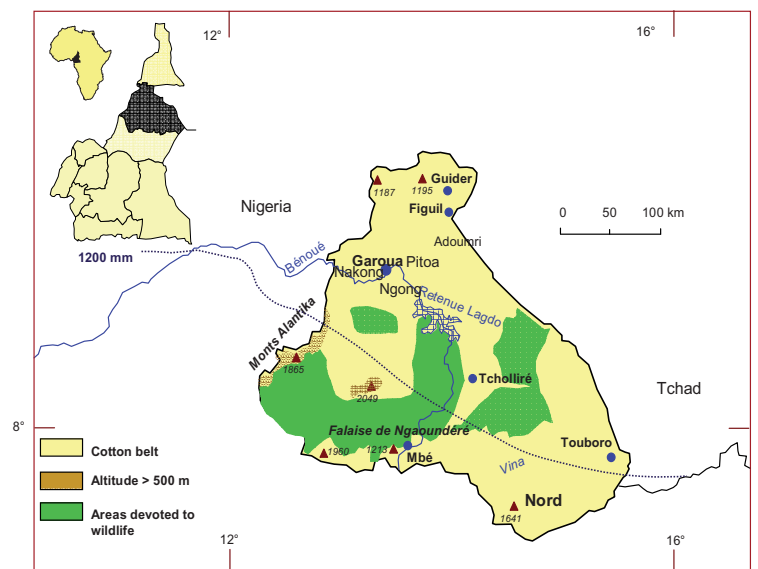 12°
16°
Nigeria
1200 mm
Bénoué
1187
1195
Guider
Figuil
0 50 100 km
Adoumri
Garoua Pitoa
Nakong
Ngong
Retenue Lagdo
Monts Alantika
1865
2049
Tcholliré
Tchad
8°
Falaise de Ngaoundéré
1960
1213
Mbé
Vina
Touboro
Nord
1641
Cotton belt
Altitude > 500 m
Areas devoted to
wildlife
12°
16°